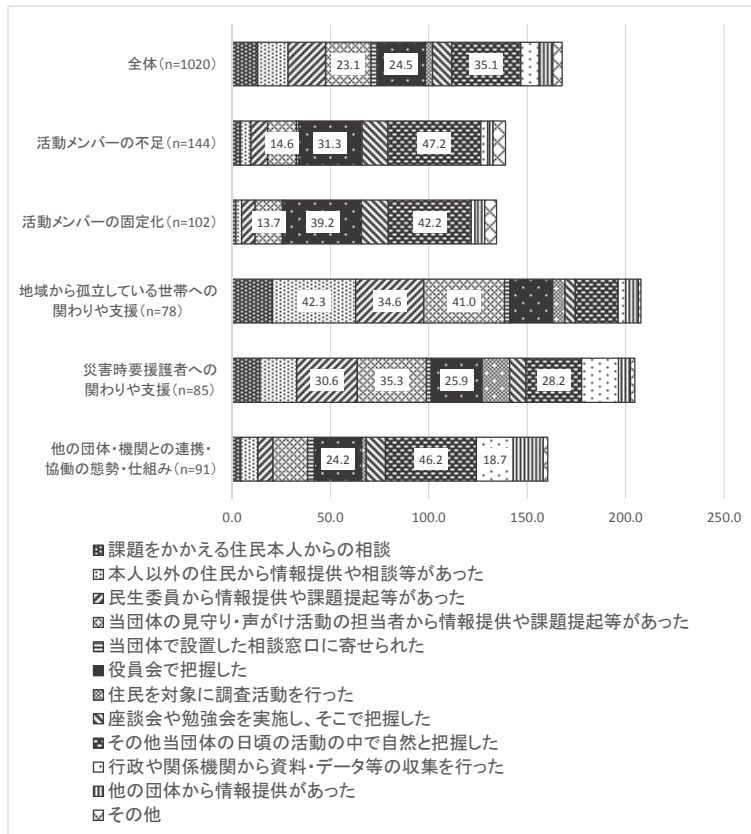 全体(n=1020)
23.1 24.5 35.1
活動メンバーの不足(n=144)
14.6 31.3 47.2
活動メンバーの固定化(n=102)
13.7 39.2 42.2
地域から孤立している世帯への
関わりや支援(n=78)
42.3 34.6 41.0
災害時要援護者への
関わりや支援(n=85)
30.6 35.3 25.9 28.2
他の団体・機関との連携・
協働の態勢・仕組み(n=91)
24.2 46.2 18.7
0.0 50.0 100.0 150.0 200.0 250.0
課題をかかえる住民本人からの相談
本人以外の住民から情報提供や相談等があった
民生委員から情報提供や課題提起等があった
当団体の見守り・声がけ活動の担当者から情報提供や課題提起等があった
当団体で設置した相談窓口に寄せられた
役員会で把握した
住民を対象に調査活動を行った
座談会や勉強会を実施し、そこで把握した
その他当団体の日頃の活動の中で自然と把握した
行政や関係機関から資料・データ等の収集を行った
他の団体から情報提供があった
その他